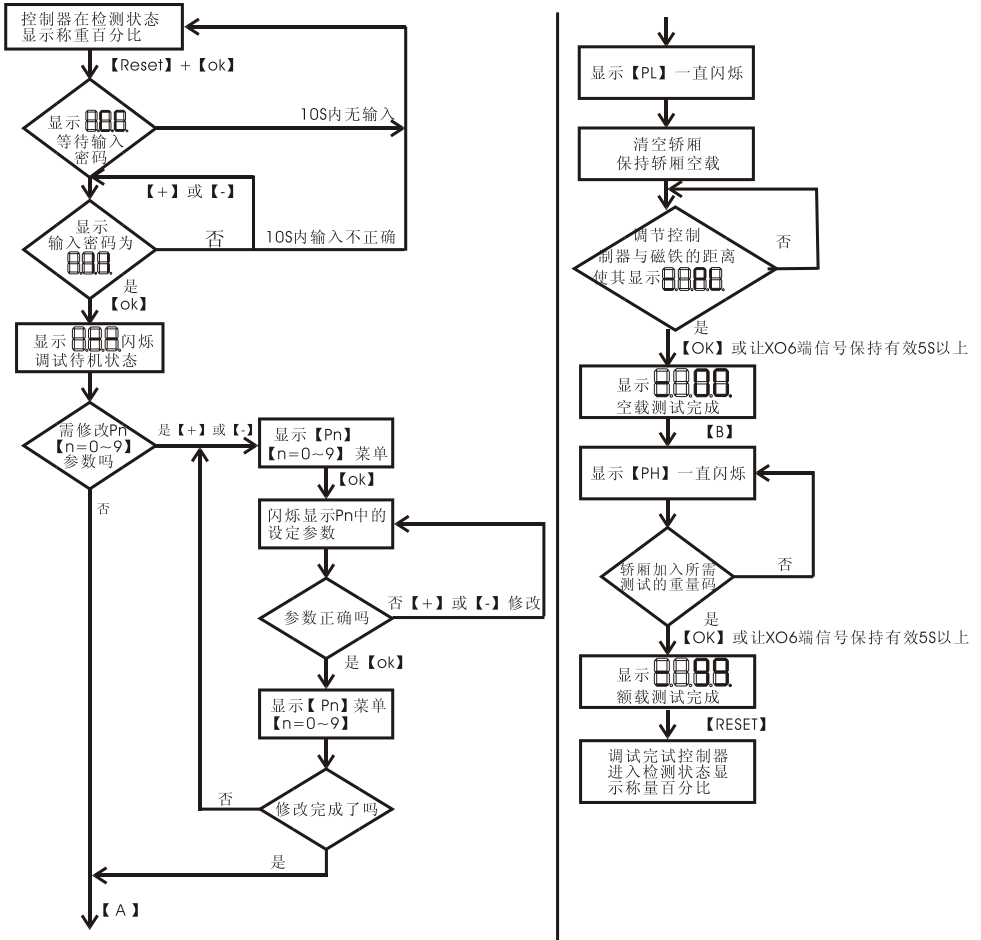 控制器在检测状态
显示称重百分比
【Reset】+【ok】
显示
等待输入
密码
10S内无输入
【+】或【-】
显示
输入密码为
否
10S内输入不正确
是
【ok】
显示 闪烁
调试待机状态
需修改Pn
【n=0~9】
参数吗
是【+】或【-】
否
显示【Pn】
【n=0~9】菜单
【ok】
闪烁显示Pn中的
设定参数
参数正确吗
否【+】或【-】修改
是【ok】
显示【Pn】菜单
【n=0~9】
修改完成了吗
否
是
【A】
显示【PL】一直闪烁
清空轿厢
保持轿厢空载
调节控制
制器与磁铁的距离
使其显示
否
是
【OK】或让XO6端信号保持有效5S以上
显示
空载测试完成
【B】
显示【PH】一直闪烁
轿厢加入所需
测试的重量码
否
是
【OK】或让XO6端信号保持有效5S以上
显示
额载测试完成
【RESET】
调试完试控制器
进入检测状态显
示称量百分比